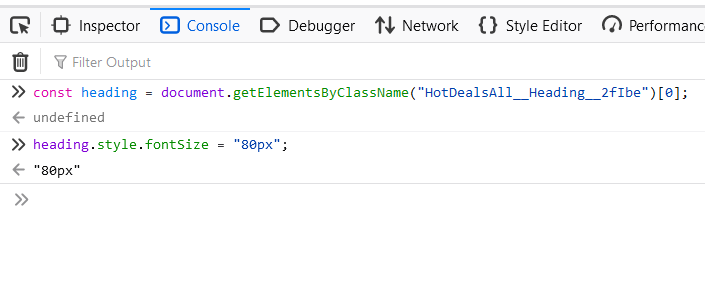 Inspector Console Debugger Network Style Editor Performanc
Filter Output
const heading = document.getElementsByClassName("HotDealsAll__Heading__2fIbe")[0];
undefined
heading.style.fontSize = "80px";
"80px"